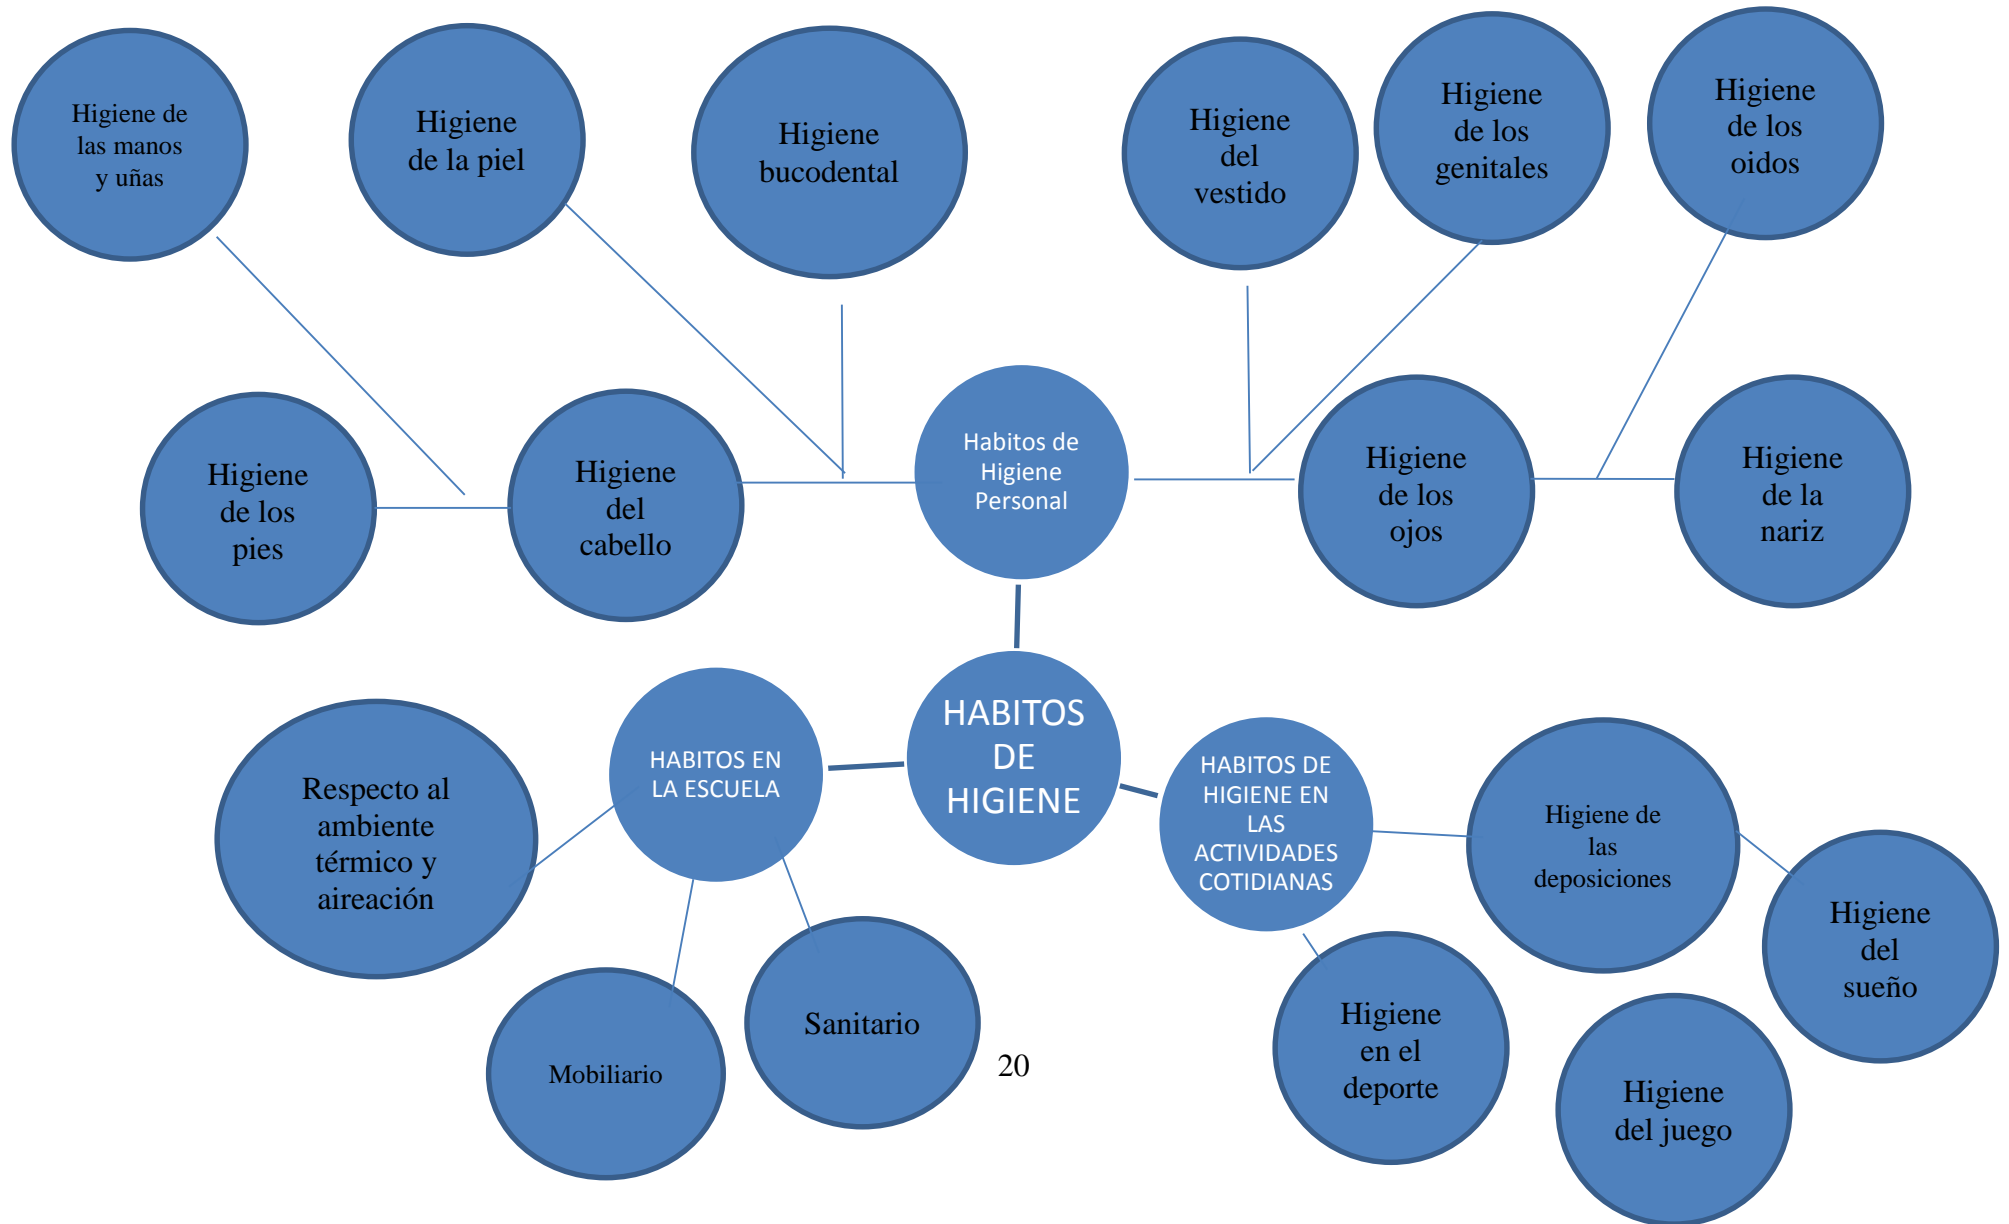 Higiene de
las manos
y uñas
Higiene
de la piel
Higiene
bucodental
Higiene
del
vestido
Higiene
de los
genitales
Higiene
de los
oidos
Higiene
de los
pies
Higiene
del
cabello
Habitos de
Higiene
Personal
Higiene
de los
ojos
Higiene
de la
nariz
Respecto al
ambiente
térmico y
aireación
HABITOS EN
LA ESCUELA
HABITOS
DE
HIGIENE
HABITOS DE
HIGIENE EN
LAS
ACTIVIDADES
COTIDIANAS
Higiene de
las
deposiciones
Higiene
del
sueño
Mobiliario
Sanitario
20
Higiene
en el
deporte
Higiene
del juego